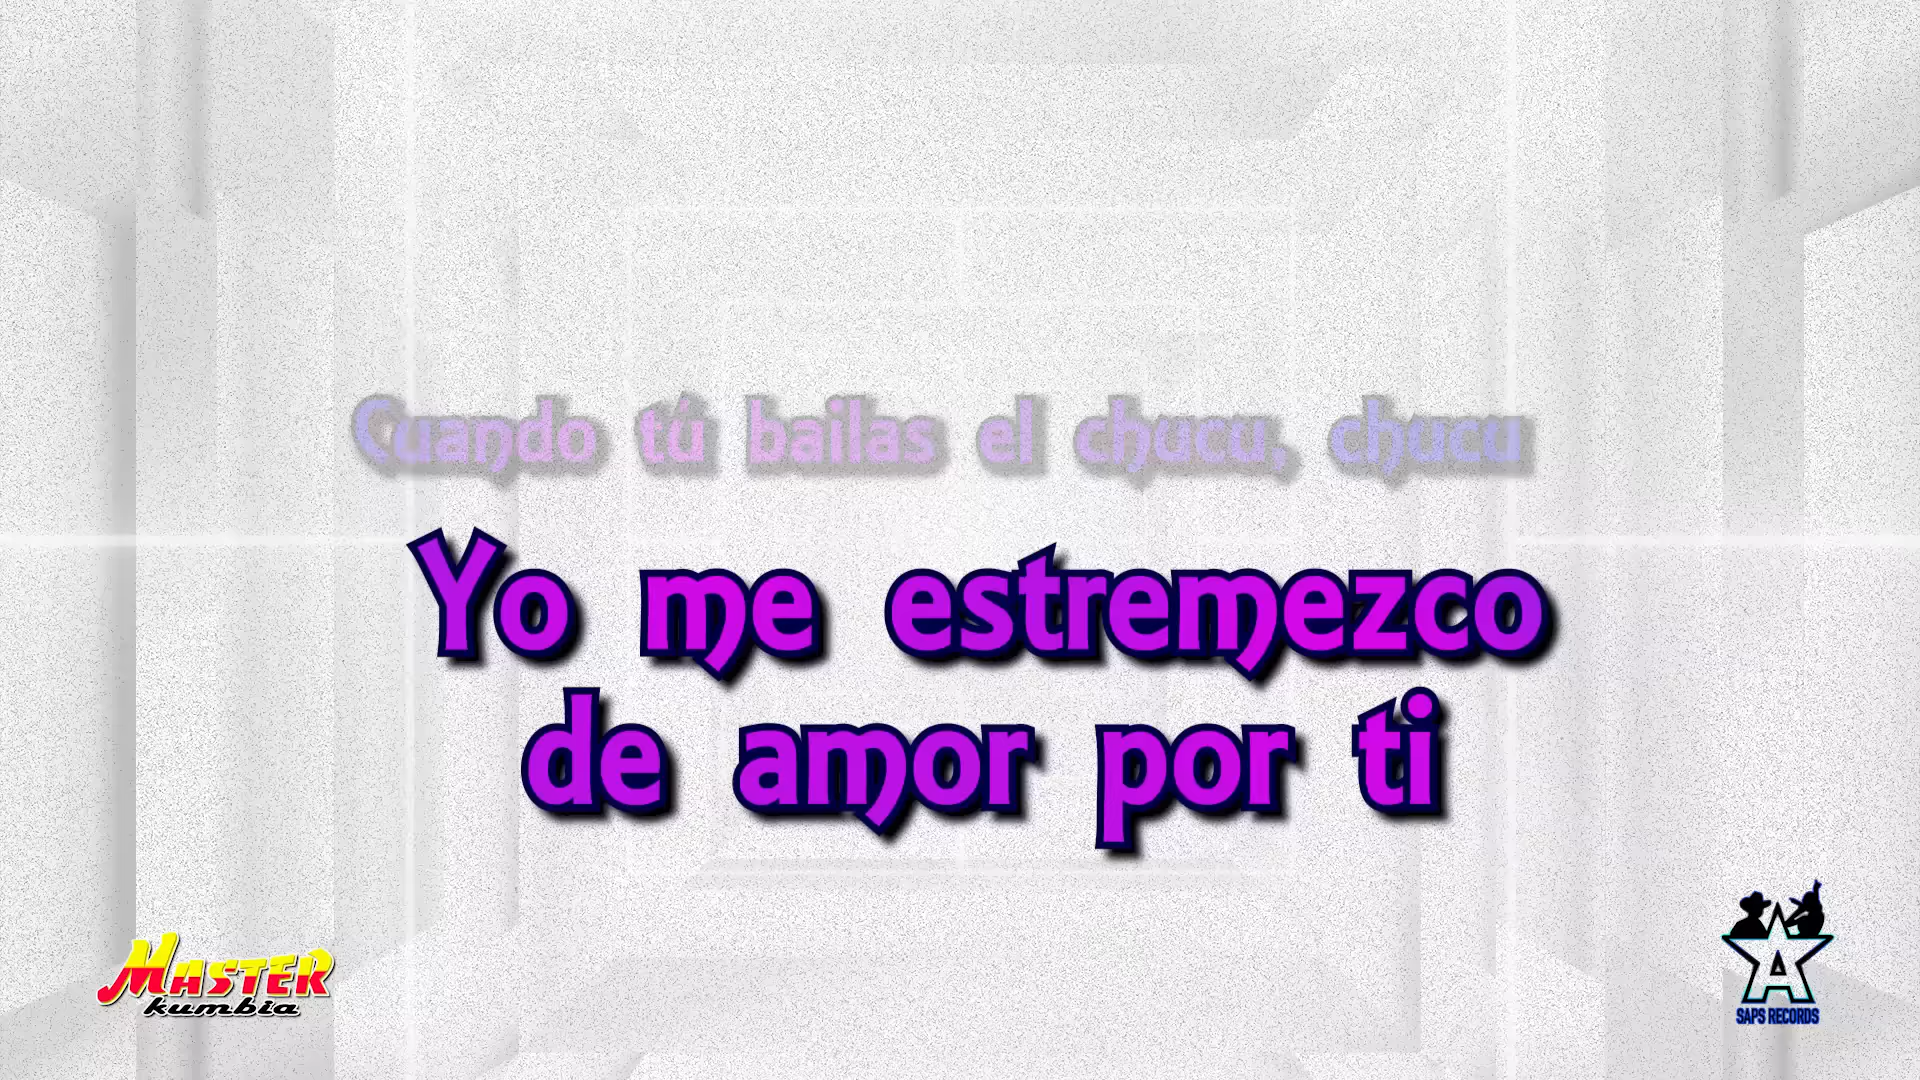 Cuando tú bailas el chucu, chucu
Yo me estremezco
de amor por ti
MASTER
kumbia
A
SAPS RECORDS